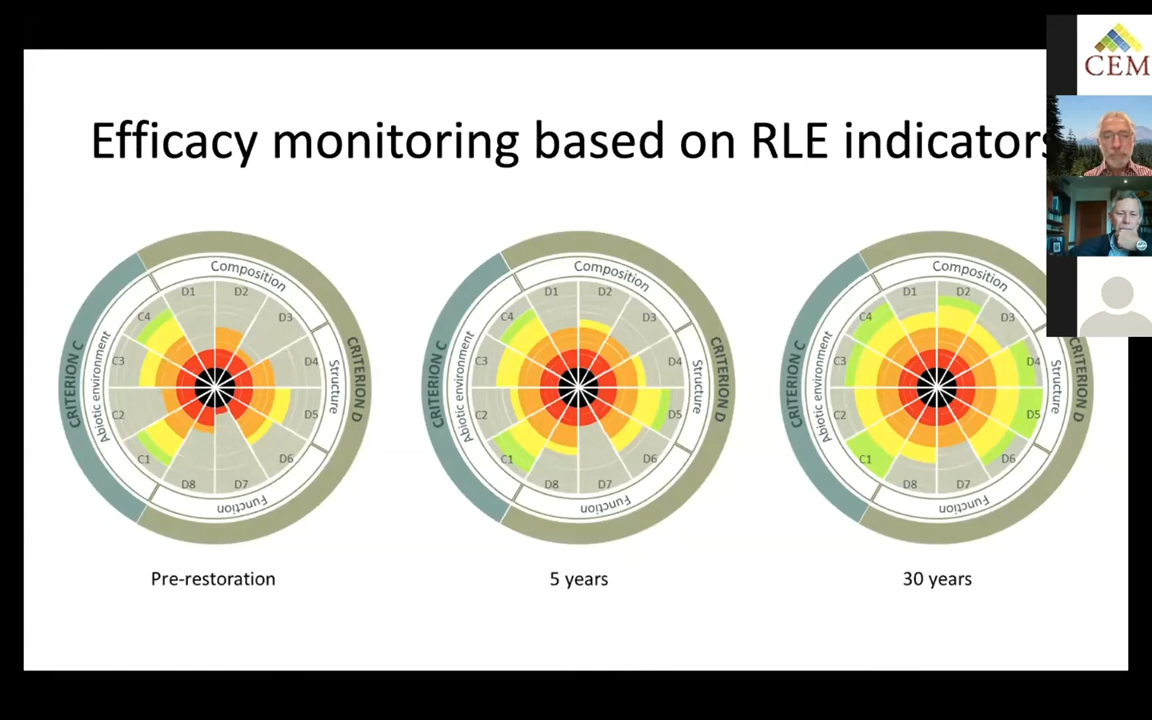 CEM
Efficacy monitoring based on RLE indicators
CRITERION C
Abiotic environment
Composition
Structure
Function
CRITERION D
D1
D2
D3
D4
D5
D6
D7
D8
C1
C2
C3
C4
Pre-restoration
CRITERION C
Abiotic environment
Composition
Structure
Function
CRITERION D
D1
D2
D3
D4
D5
D6
D7
D8
C1
C2
C3
C4
5 years
CRITERION C
Abiotic environment
Composition
Structure
Function
CRITERION D
D1
D2
D3
D4
D5
D6
D7
D8
C1
C2
C3
C4
30 years